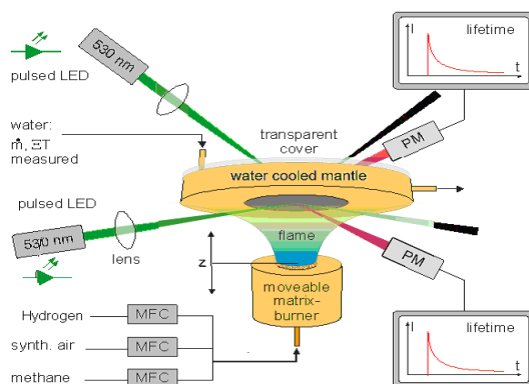 530 nm
pulsed LED
water:
ṁ, ΞT
measured
transparent
cover
water cooled mantle
PM
I
lifetime
t
pulsed LED
530 nm
lens
flame
z
moveable
matrix-
burner
PM
Hydrogen
MFC
synth. air
MFC
methane
MFC
I
lifetime
t